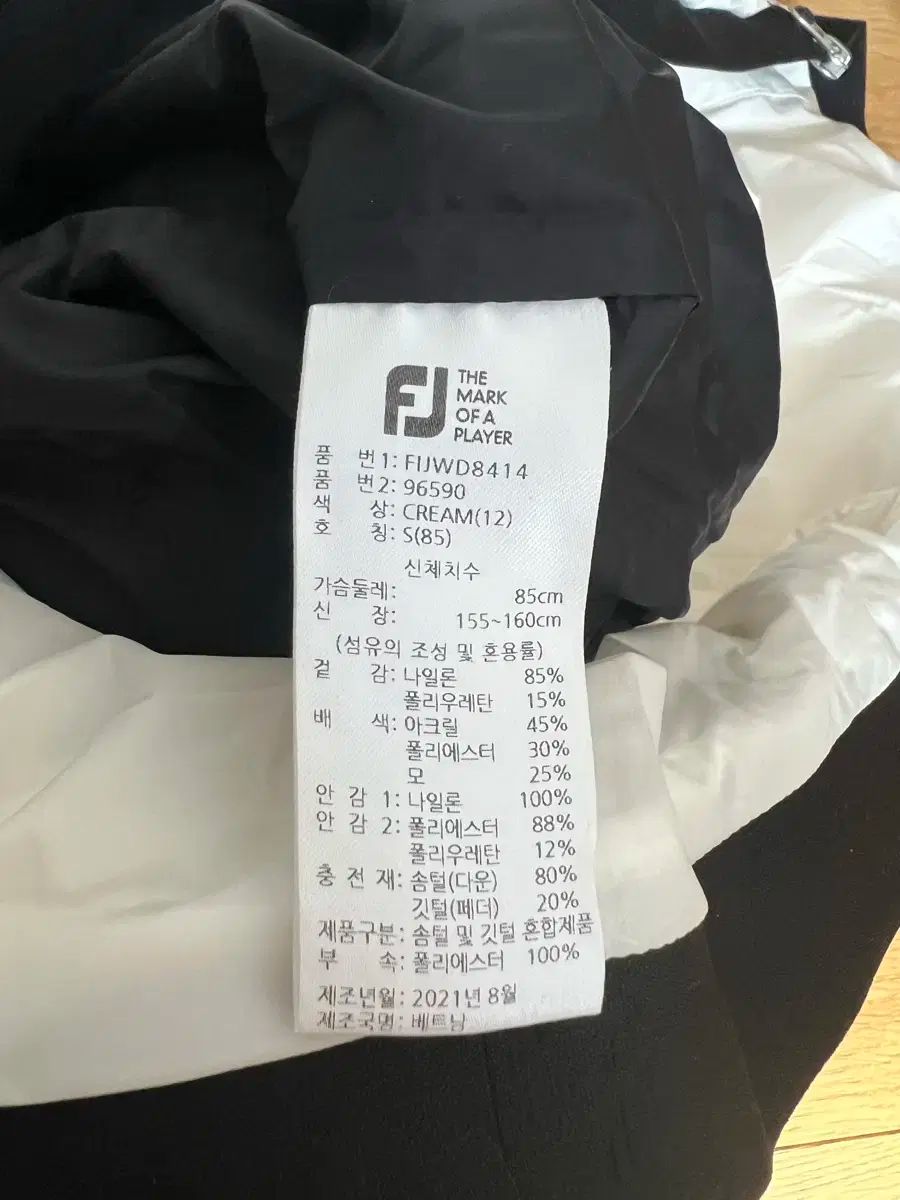 FJ
THE
MARK
OF A
PLAYER
품 번1: FIJWD8414
품 번2: 96590
색 상: CREAM(12)
호 칭: S(85)
신체치수
가슴둘레: 85cm
신 장: 155~160cm
(섬유의 조성 및 혼용률)
겉 감: 나일론 85%
폴리우레탄 15%
배 색: 아크릴 45%
폴리에스터 30%
모 25%
안 감 1: 나일론 100%
안 감 2: 폴리에스터 88%
폴리우레탄 12%
충 전 재: 솜털(다운) 80%
깃털(페더) 20%
제품구분: 솜털 및 깃털 혼합제품
부 속: 폴리에스터 100%
제조년월: 2021년 8월
제조국명: 베트남